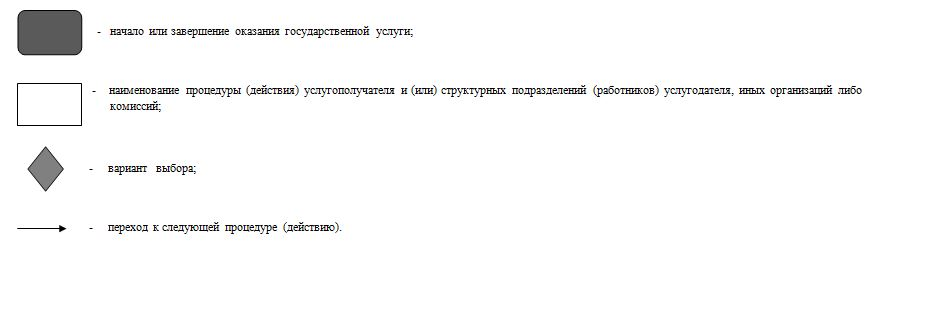 - начало или завершение оказания государственной услуги;
- наименование процедуры (действия) услугополучателя и (или) структурных подразделений (работников) услугодателя, иных организаций либо
комиссий;
- вариант выбора;
- переход к следующей процедуре (действию).